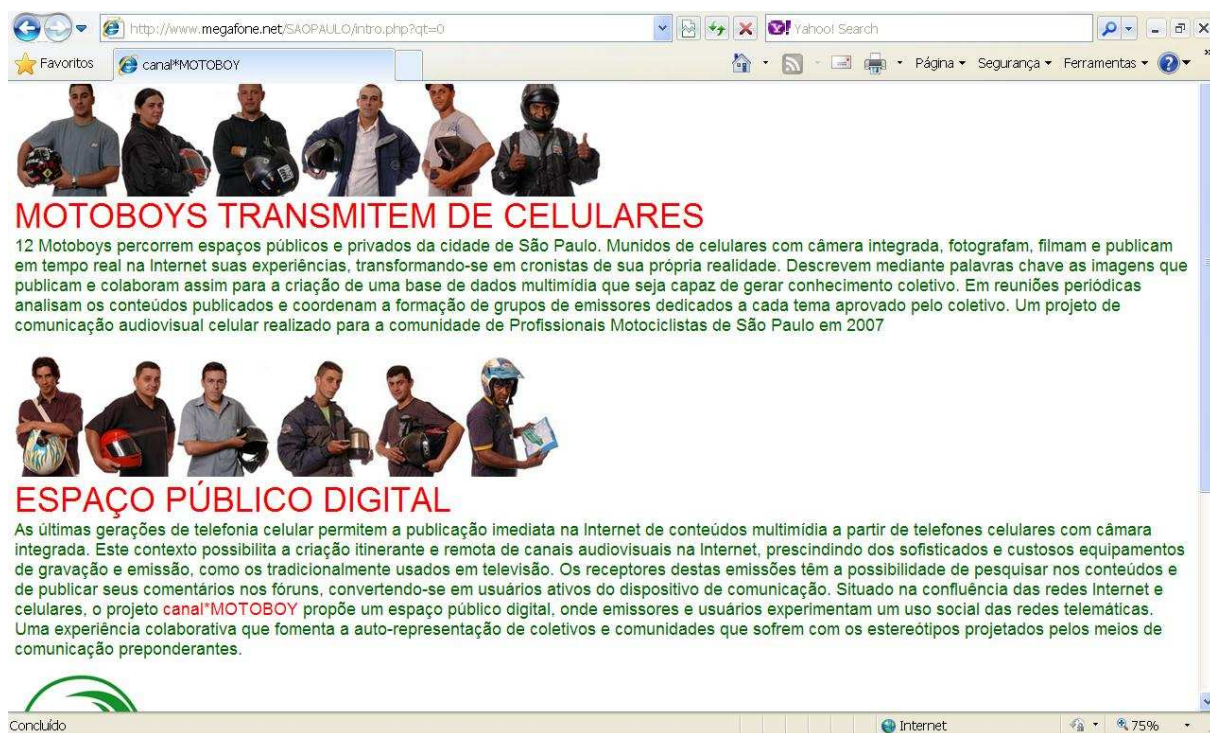 http://www.megafone.net/SAOPAULO/intro.php?qt=0
Yahoo! Search
Favoritos
canal*MOTOBOY
Página
Segurança
Ferramentas
MOTOBOYS TRANSMITEM DE CELULARES
12 Motoboys percorrem espaços públicos e privados da cidade de São Paulo. Munidos de celulares com câmera integrada, fotografam, filmam e publicam
em tempo real na Internet suas experiências, transformando-se em cronistas de sua própria realidade. Descrevem mediante palavras chave as imagens que
publicam e colaboram assim para a criação de uma base de dados multimídia que seja capaz de gerar conhecimento coletivo. Em reuniões periódicas
analisam os conteúdos publicados e coordenam a formação de grupos de emissores dedicados a cada tema aprovado pelo coletivo. Um projeto de
comunicação audiovisual celular realizado para a comunidade de Profissionais Motociclistas de São Paulo em 2007
ESPAÇO PÚBLICO DIGITAL
As últimas gerações de telefonia celular permitem a publicação imediata na Internet de conteúdos multimídia a partir de telefones celulares com câmara
integrada. Este contexto possibilita a criação itinerante e remota de canais audiovisuais na Internet, prescindindo dos sofisticados e custosos equipamentos
de gravação e emissão, como os tradicionalmente usados em televisão. Os receptores destas emissões têm a possibilidade de pesquisar nos conteúdos e
de publicar seus comentários nos fóruns, convertendo-se em usuários ativos do dispositivo de comunicação. Situado na confluência das redes Internet e
celulares, o projeto canal*MOTOBOY propõe um espaço público digital, onde emissores e usuários experimentam um uso social das redes telemáticas.
Uma experiência colaborativa que fomenta a auto-representação de coletivos e comunidades que sofrem com os estereótipos projetados pelos meios de
comunicação preponderantes.
Concluído
Internet
75%